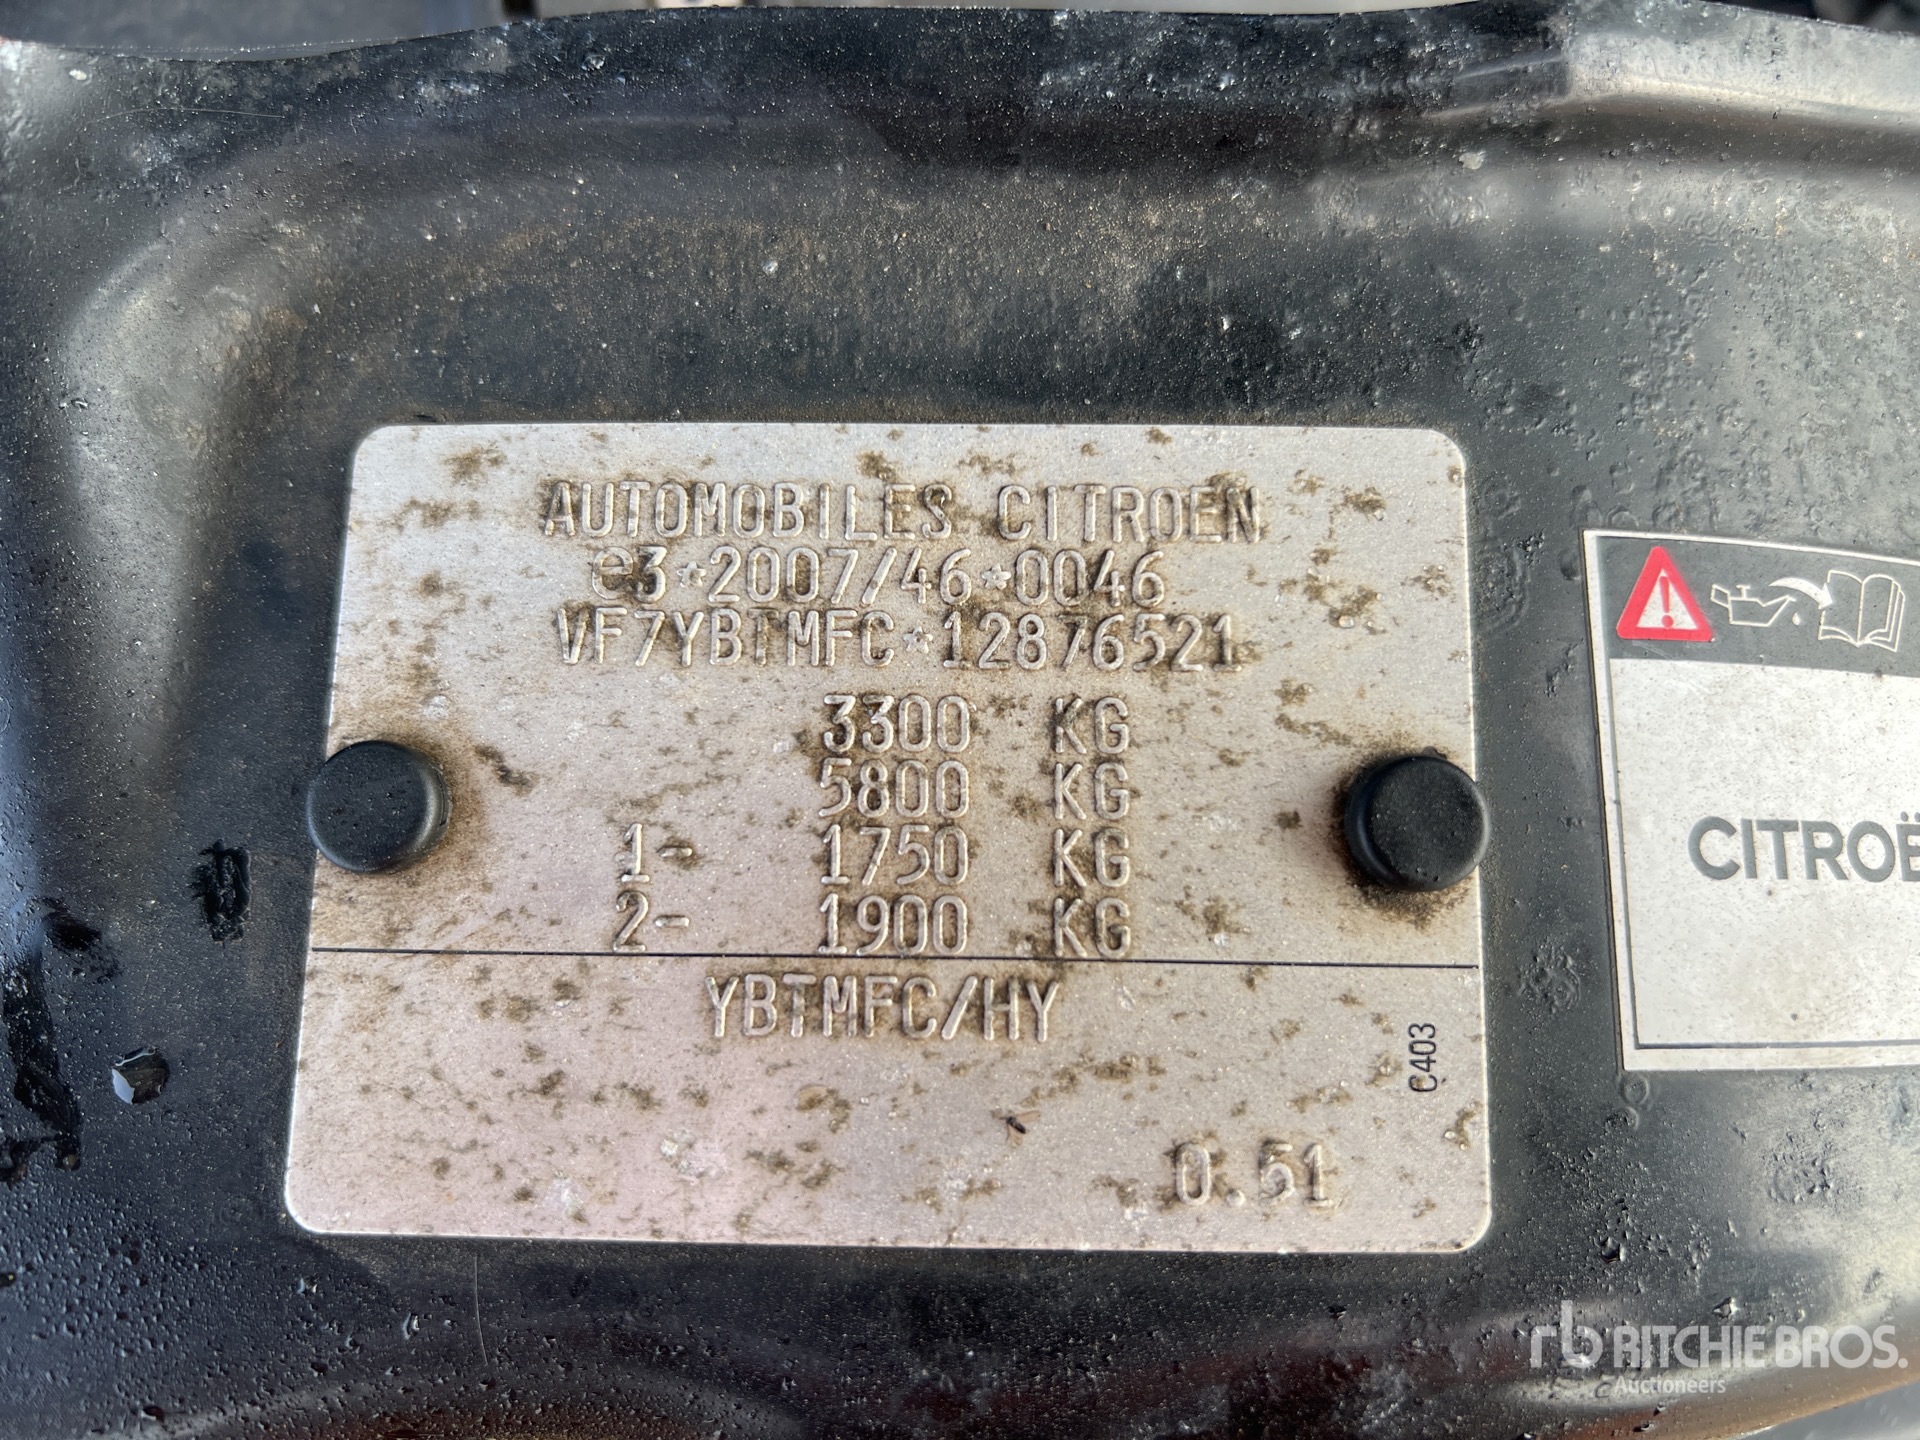 AUTOMOBILES CITROEN
e3*2007/46*0046
VF7YBTMFC*12876521
3300 KG
5800 KG
1- 1750 KG
2- 1900 KG
YBTMFC/HY
C403
0.51
CITROË
rb RITCHIE BROS.
Auctioneers